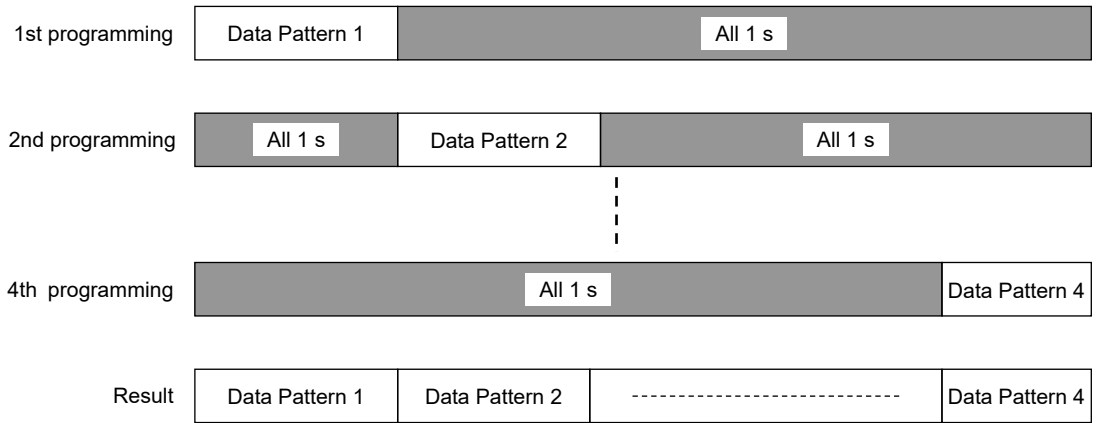 1st programming Data Pattern 1 All 1 s
2nd programming All 1 s Data Pattern 2 All 1 s
4th programming All 1 s Data Pattern 4
Result Data Pattern 1 Data Pattern 2 Data Pattern 4